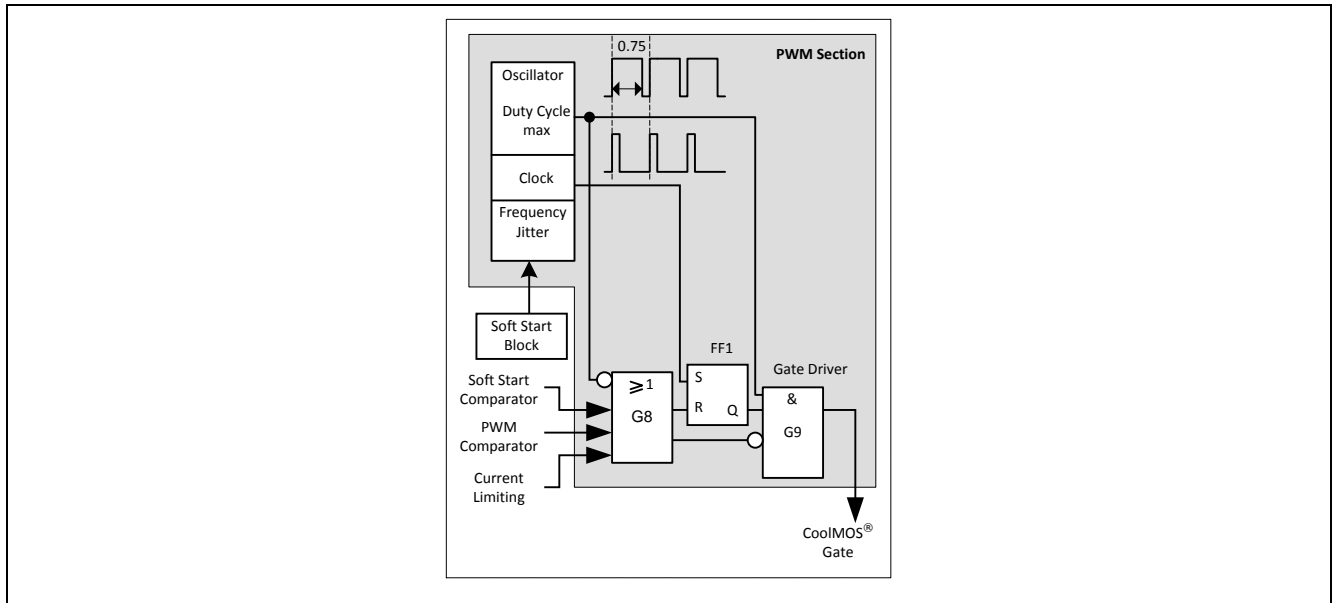 0.75
PWM Section
Oscillator
Duty Cycle
max
Clock
Frequency
Jitter
Soft Start
Block
FF1
Gate Driver
Soft Start
Comparator
PWM
Comparator
Current
Limiting
⩾1
G8
S
R
Q
&
G9
CoolMOS®
Gate